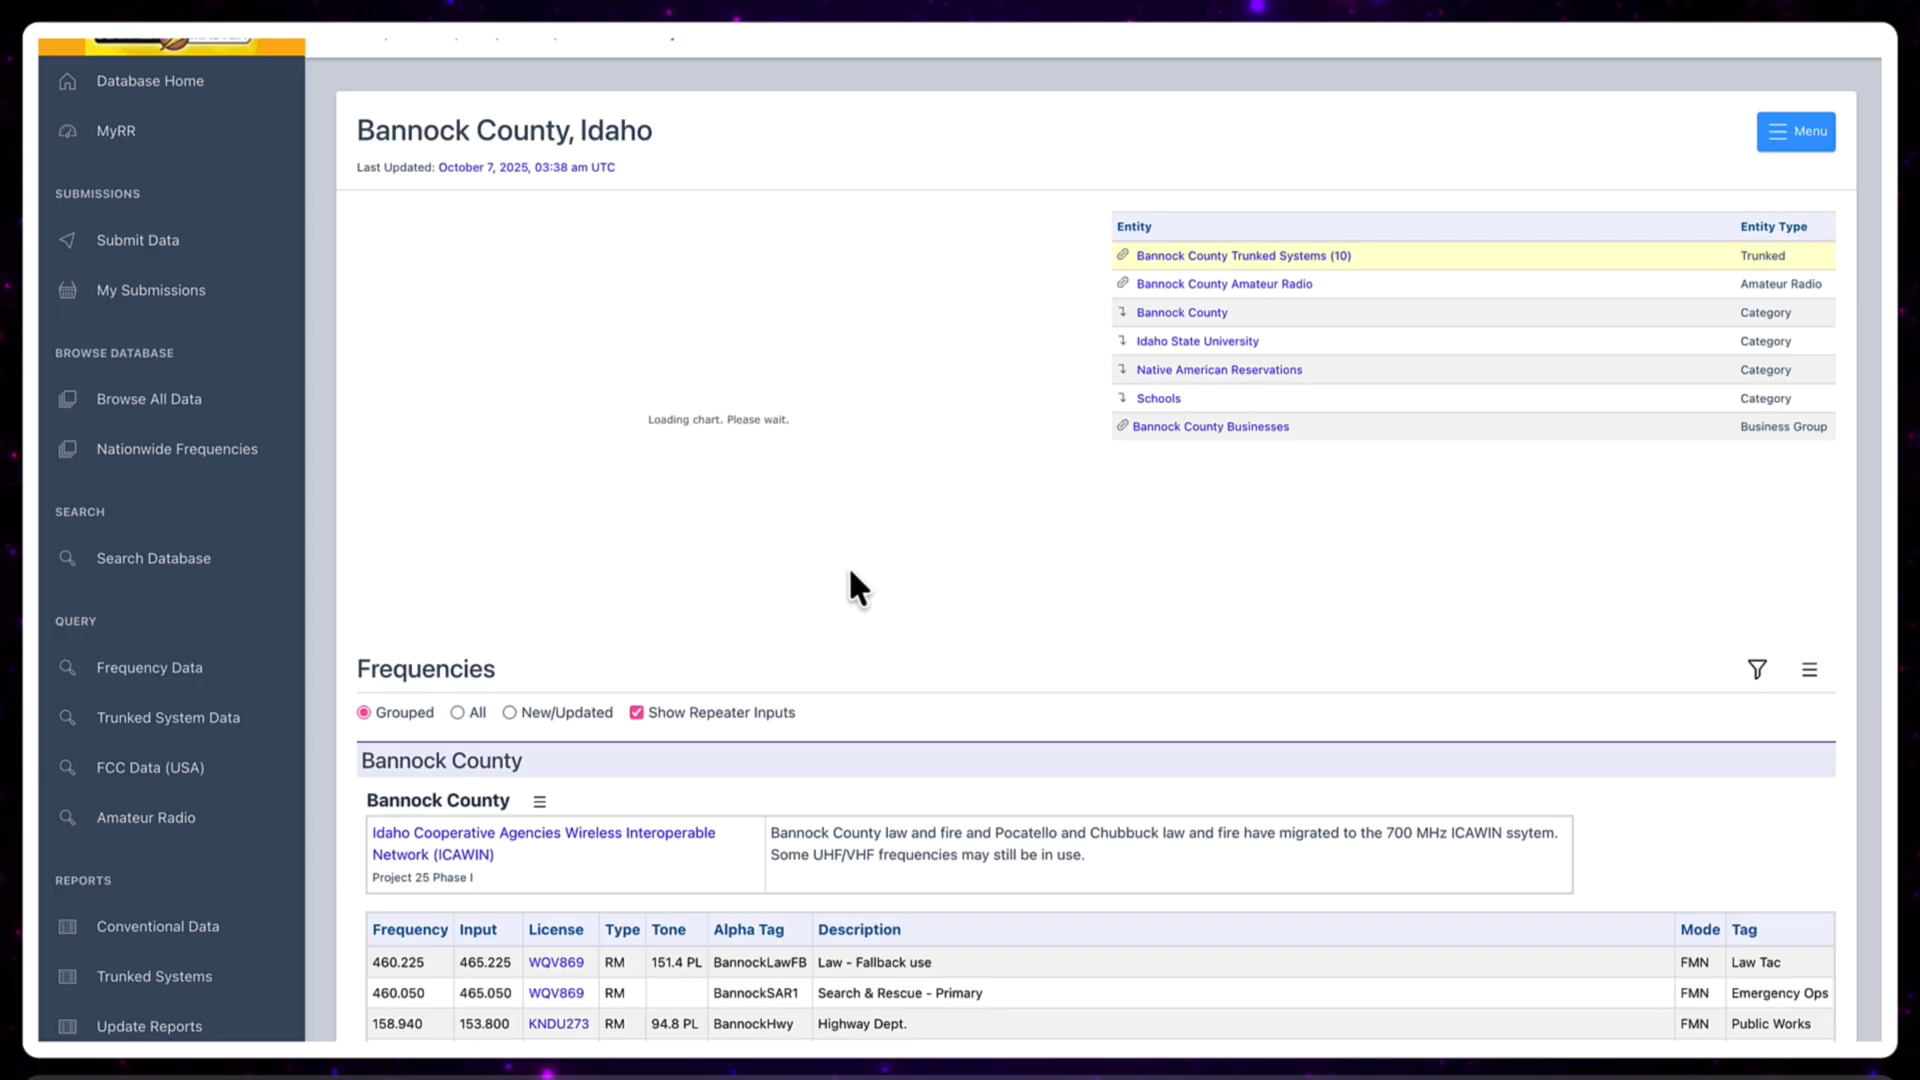 Database Home
MyRR
SUBMISSIONS
Submit Data
My Submissions
BROWSE DATABASE
Browse All Data
Nationwide Frequencies
SEARCH
Search Database
QUERY
Frequency Data
Trunked System Data
FCC Data (USA)
Amateur Radio
REPORTS
Conventional Data
Trunked Systems
Update Reports
Bannock County, Idaho
Menu
Last Updated: October 7, 2025, 03:38 am UTC
Loading chart. Please wait.
Entity Entity Type
Bannock County Trunked Systems (10) Trunked
Bannock County Amateur Radio Amateur Radio
Bannock County Category
Idaho State University Category
Native American Reservations Category
Schools Category
Bannock County Businesses Business Group
Frequencies
Grouped All New/Updated Show Repeater Inputs
Bannock County
Bannock County
Idaho Cooperative Agencies Wireless Interoperable
Network (ICAWIN)
Project 25 Phase I
Bannock County law and fire and Pocatello and Chubbuck law and fire have migrated to the 700 MHz ICAWIN ssytem.
Some UHF/VHF frequencies may still be in use.
Frequency Input License Type Tone Alpha Tag Description Mode Tag
460.225 465.225 WQV869 RM 151.4 PL BannockLawFB Law - Fallback use FMN Law Tac
460.050 465.050 WQV869 RM BannockSAR1 Search & Rescue - Primary FMN Emergency Ops
158.940 153.800 KNDU273 RM 94.8 PL BannockHwy Highway Dept. FMN Public Works